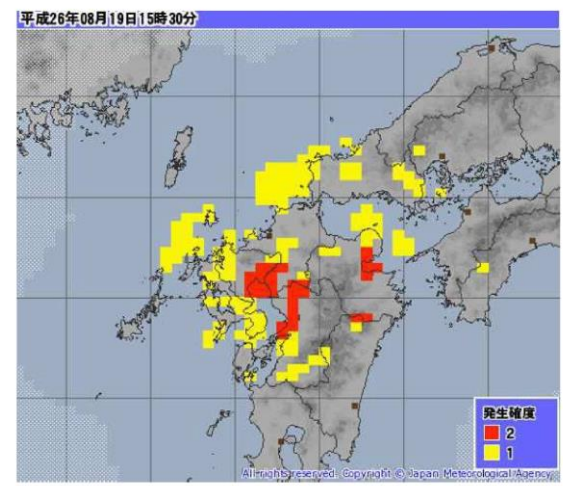 平成26年08月19日15時30分
発生確度
2
1
All rights reserved. Copyright © Japan Meteorological Agency